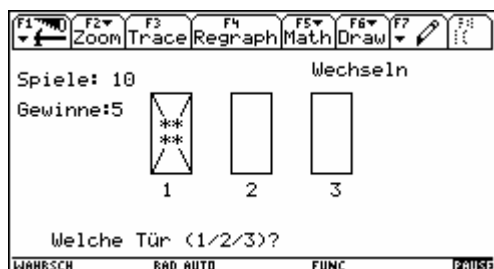 F1 F2 Zoom F3 Trace F4 Regraph F5 Math F6 Draw F7
Wechseln
Spiele: 10
Gewinne:5
**
**
1 2 3
Welche Tür (1/2/3)?
WAHRSCH RAD AUTO FUNC PAUSE